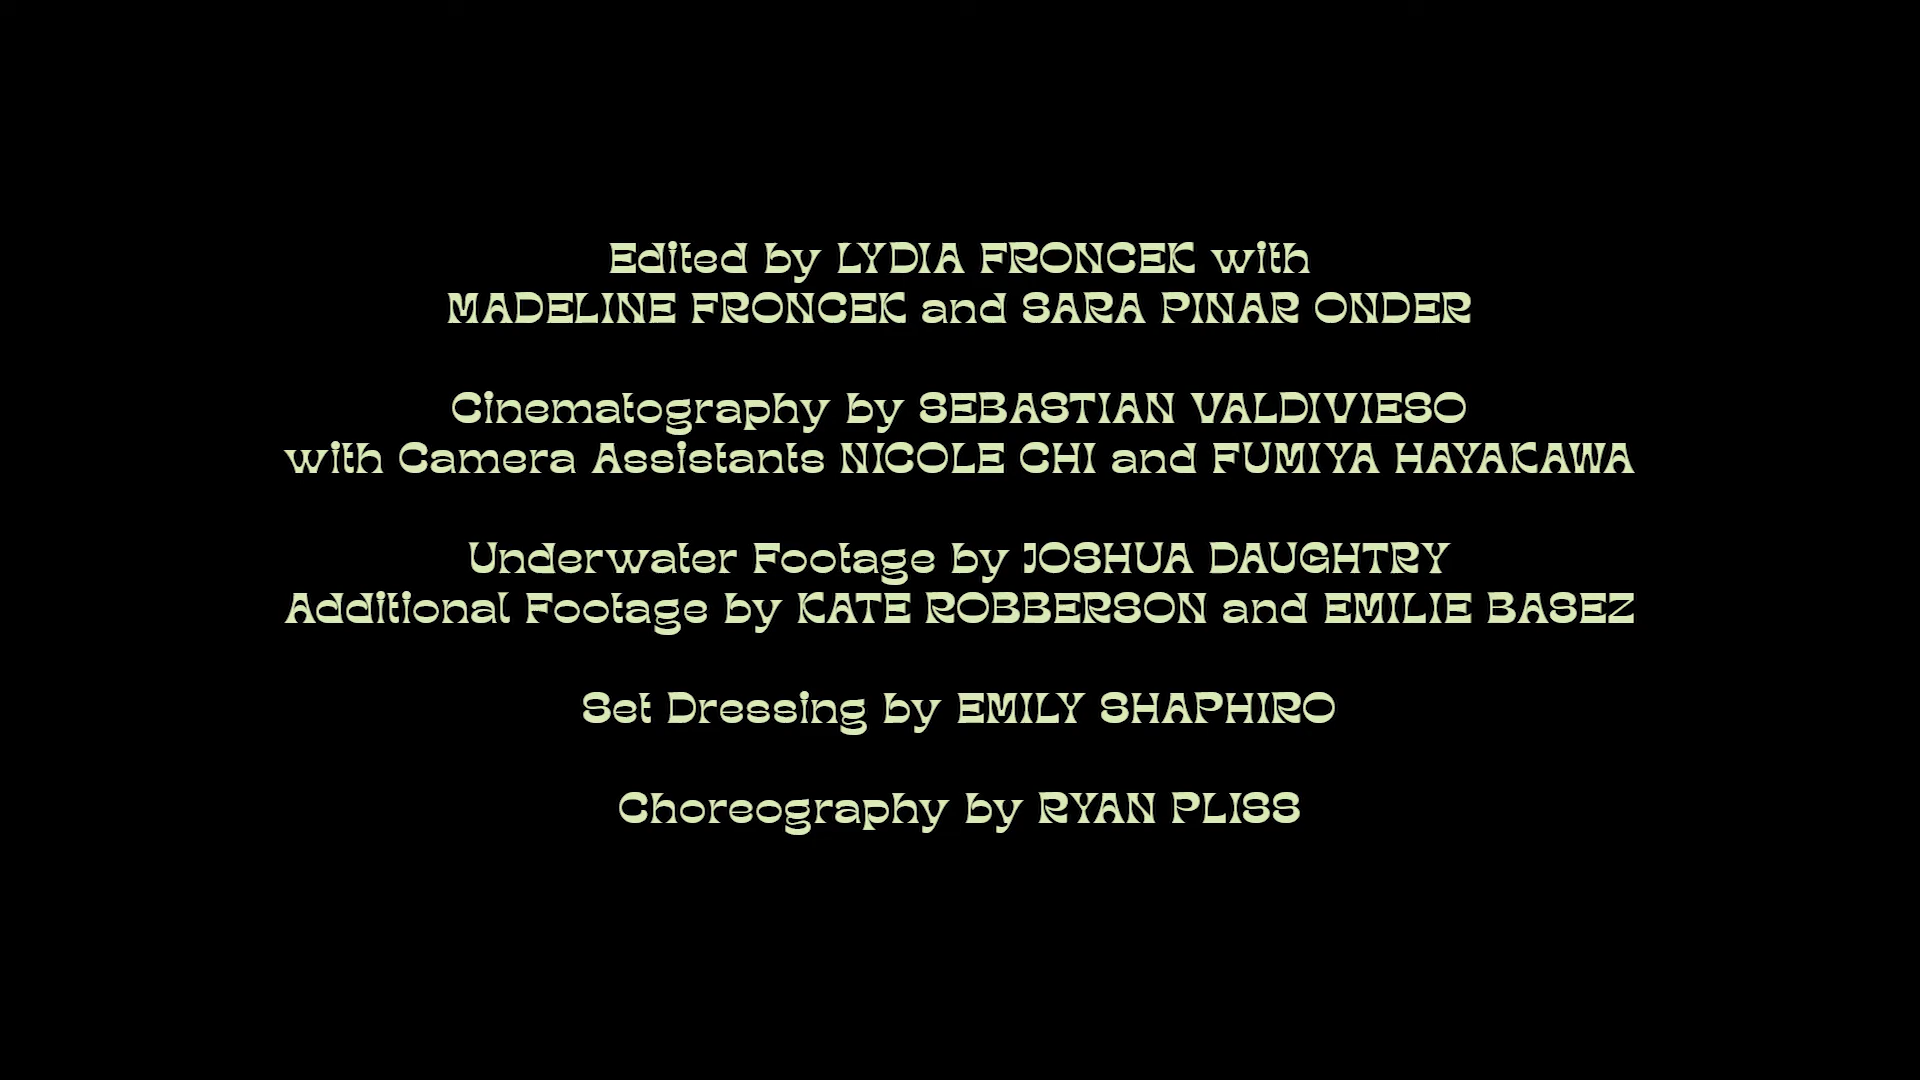 Edited by LYDIA FRONCEK with
MADELINE FRONCEK and SARA PINAR ONDER
Cinematography by SEBASTIAN VALDIVIESO
with Camera Assistants NICOLE CHI and FUMIYA HAYAKAWA
Underwater Footage by JOSHUA DAUGHTRY
Additional Footage by KATE ROBBERSON and EMILIE BASEZ
Set Dressing by EMILY SHAPHIRO
Choreography by RYAN PLISS